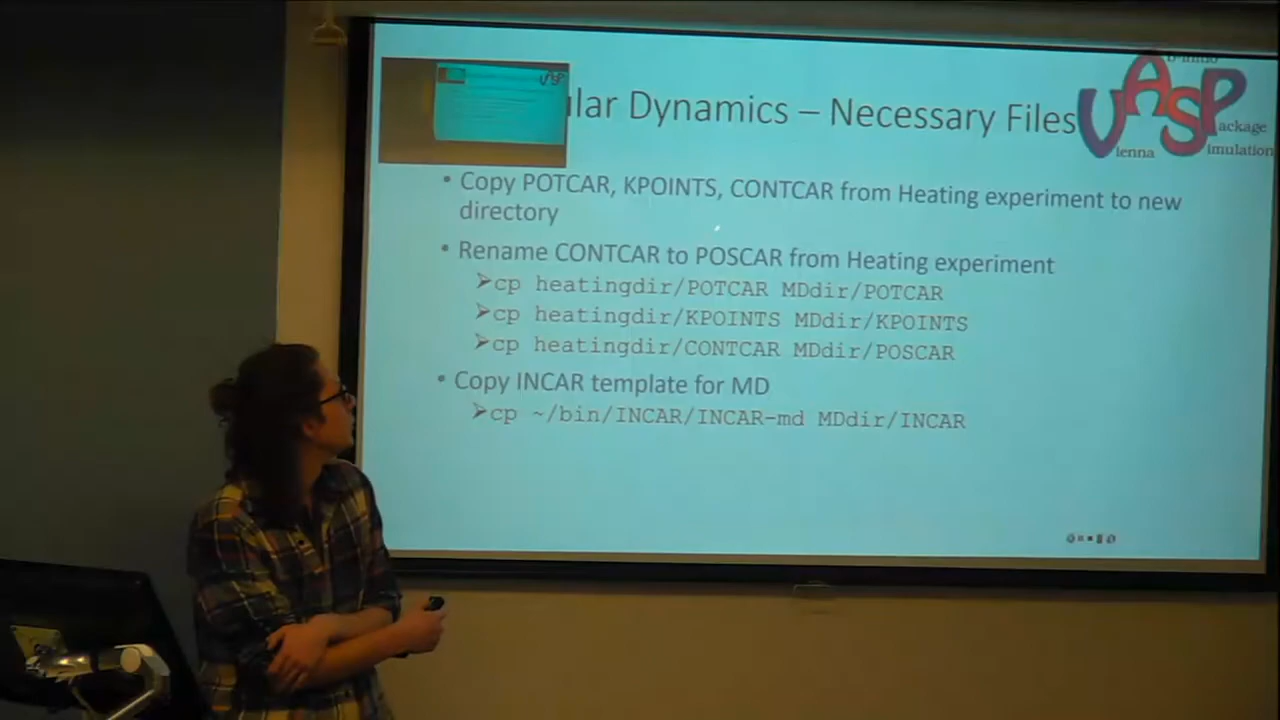 ular Dynamics – Necessary Files
VASP
ackage
ienna
imulation
• Copy POTCAR, KPOINTS, CONTCAR from Heating experiment to new
directory
• Rename CONTCAR to POSCAR from Heating experiment
➢cp heatingdir/POTCAR MDdir/POTCAR
➢cp heatingdir/KPOINTS MDdir/KPOINTS
➢cp heatingdir/CONTCAR MDdir/POSCAR
• Copy INCAR template for MD
➢cp ~/bin/INCAR/INCAR-md MDdir/INCAR